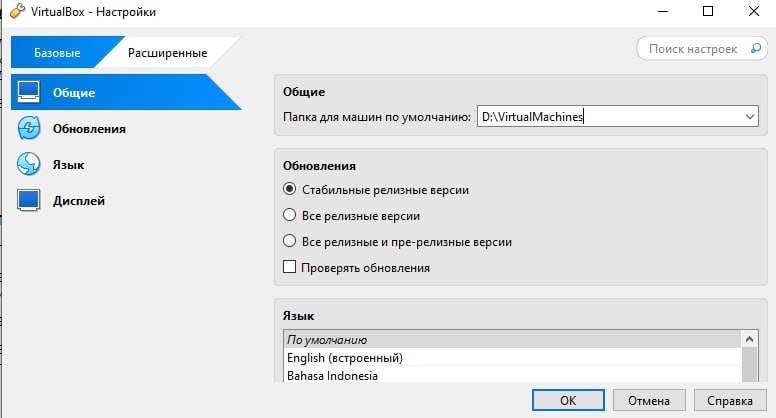 VirtualBox - Настройки
Базовые Расширенные Поиск настроек
Общие
Обновления
Язык
Дисплей
Общие
Папка для машин по умолчанию: D:\VirtualMachines
Обновления
Стабильные релизные версии
Все релизные версии
Все релизные и пре-релизные версии
Проверять обновления
Язык
По умолчанию
English (встроенный)
Bahasa Indonesia
OK Отмена Справка